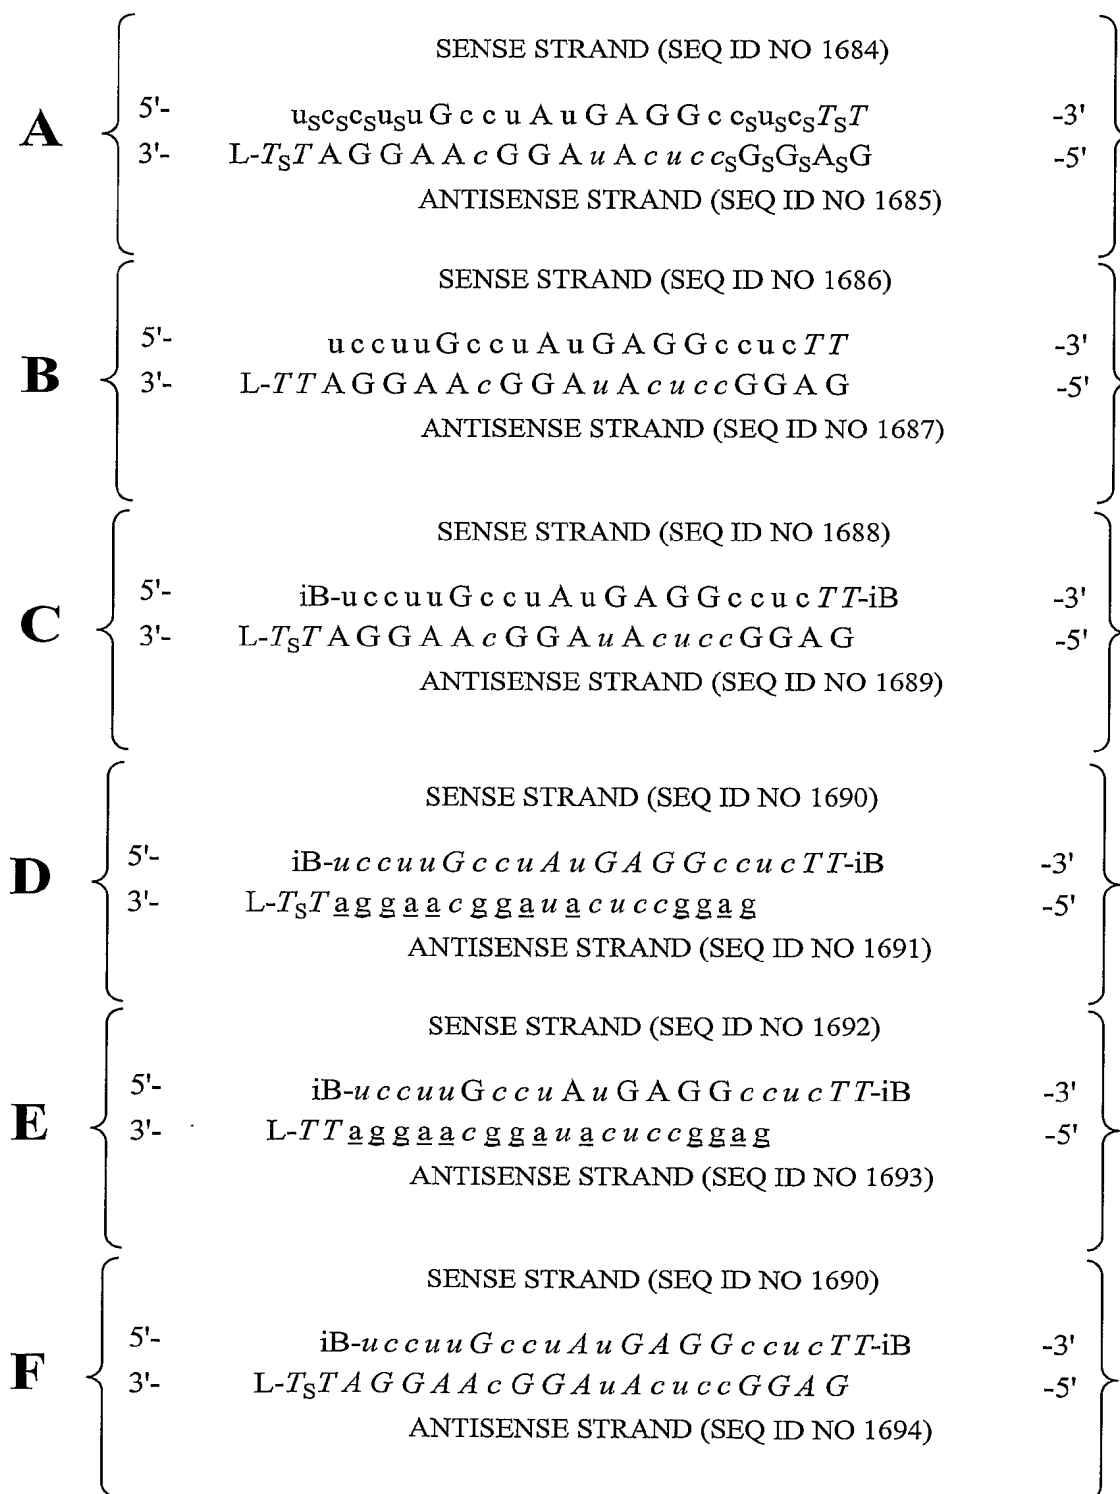 SENSE STRAND (SEQ ID NO 1684)
A
5'- uscscsusu G c c u A u G A G G c csuscsTsT -3'
3'- L-TsT A G G A A c G G A u A c u c csGsGsAsG -5'
ANTISENSE STRAND (SEQ ID NO 1685)
SENSE STRAND (SEQ ID NO 1686)
B
5'- u c c u u G c c u A u G A G G c c u c T T -3'
3'- L-T T A G G A A c G G A u A c u c c G G A G -5'
ANTISENSE STRAND (SEQ ID NO 1687)
SENSE STRAND (SEQ ID NO 1688)
C
5'- iB-u c c u u G c c u A u G A G G c c u c T T-iB -3'
3'- L-TsT A G G A A c G G A u A c u c c G G A G -5'
ANTISENSE STRAND (SEQ ID NO 1689)
SENSE STRAND (SEQ ID NO 1690)
D
5'- iB-u c c u u G c c u A u G A G G c c u c T T-iB -3'
3'- L-TsT a g g a a c g g a u a c u c c g g a g -5'
ANTISENSE STRAND (SEQ ID NO 1691)
SENSE STRAND (SEQ ID NO 1692)
E
5'- iB-u c c u u G c c u A u G A G G c c u c T T-iB -3'
3'- L-T T a g g a a c g g a u a c u c c g g a g -5'
ANTISENSE STRAND (SEQ ID NO 1693)
SENSE STRAND (SEQ ID NO 1690)
F
5'- iB-u c c u u G c c u A u G A G G c c u c T T-iB -3'
3'- L-TsT A G G A A c G G A u A c u c c G G A G -5'
ANTISENSE STRAND (SEQ ID NO 1694)